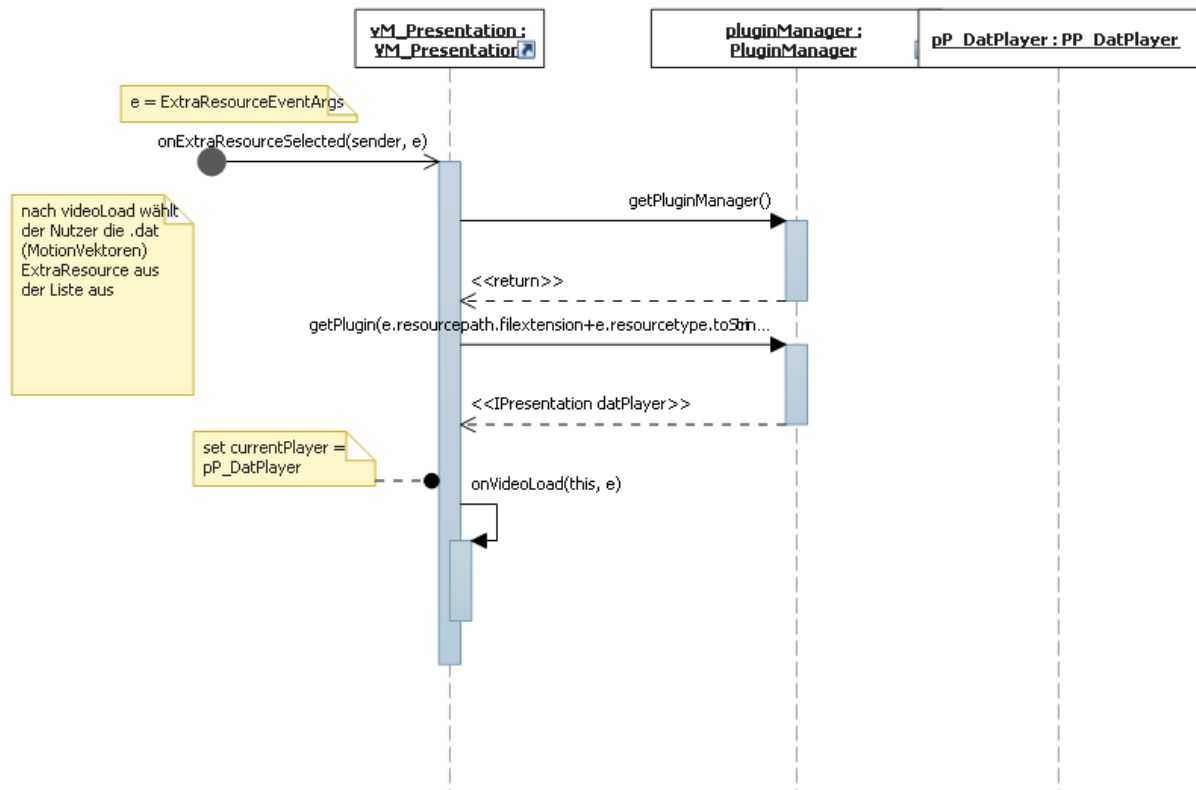 vM_Presentation :
VM_Presentation
pluginManager :
PluginManager
pP_DatPlayer : PP_DatPlayer
e = ExtraResourceEventArgs
onExtraResourceSelected(sender, e)
nach videoLoad wählt
der Nutzer die .dat
(MotionVektoren)
ExtraResource aus
der Liste aus
getPluginManager()
<<return>>
getPlugin(e.resourcepath.filextension+e.resourcetype.toStrin...
<<IPresentation datPlayer>>
set currentPlayer =
pP_DatPlayer
onVideoLoad(this, e)